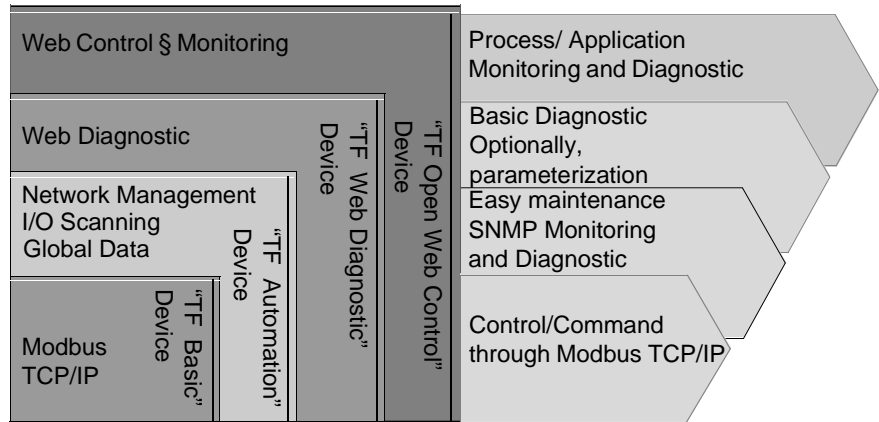 Web Control § Monitoring
Web Diagnostic
Network Management
I/O Scanning
Global Data
Modbus
TCP/IP
“TF Basic”
Device
“TF Automation”
Device
“TF Web Diagnostic”
Device
“TF Open Web Control”
Device
Process/ Application
Monitoring and Diagnostic
Basic Diagnostic
Optionally,
parameterization
Easy maintenance
SNMP Monitoring
and Diagnostic
Control/Command
through Modbus TCP/IP